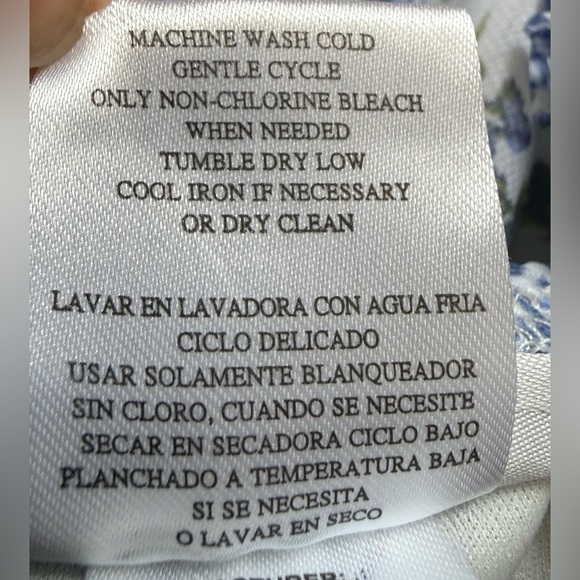 MACHINE WASH COLD
GENTLE CYCLE
ONLY NON-CHLORINE BLEACH
WHEN NEEDED
TUMBLE DRY LOW
COOL IRON IF NECESSARY
OR DRY CLEAN
LAVAR EN LAVADORA CON AGUA FRIA
CICLO DELICADO
USAR SOLAMENTE BLANQUEADOR
SIN CLORO, CUANDO SE NECESITE
SECAR EN SECADORA CICLO BAJO
PLANCHADO A TEMPERATURA BAJA
SI SE NECESITA
O LAVAR EN SECO